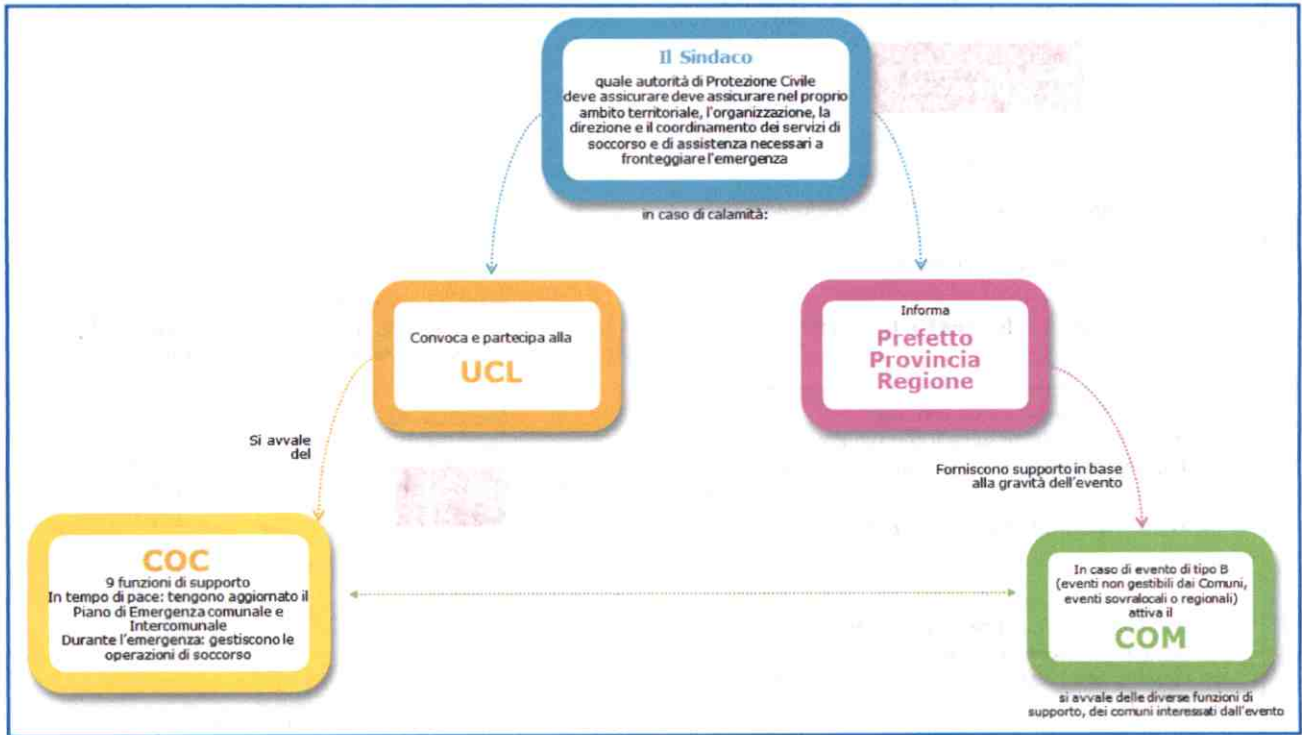 Il Sindaco
quale autorità di Protezione Civile
deve assicurare deve assicurare nel proprio
ambito territoriale, l'organizzazione, la
direzione e il coordinamento dei servizi di
soccorso e di assistenza necessari a
fronteggiare l'emergenza
in caso di calamità:
Convoca e partecipa alla
UCL
Informa
Prefetto
Provincia
Regione
Si avvale
del
Forniscono supporto in base
alla gravità dell'evento
COC
9 funzioni di supporto
In tempo di pace: tengono aggiornato il
Piano di Emergenza comunale e
Intercomunale
Durante l'emergenza: gestiscono le
operazioni di soccorso
In caso di evento di tipo B
(eventi non gestibili dai Comuni,
eventi sovralocali o regionali)
attiva il
COM
si avvale delle diverse funzioni di
supporto, dei comuni interessati dall'evento